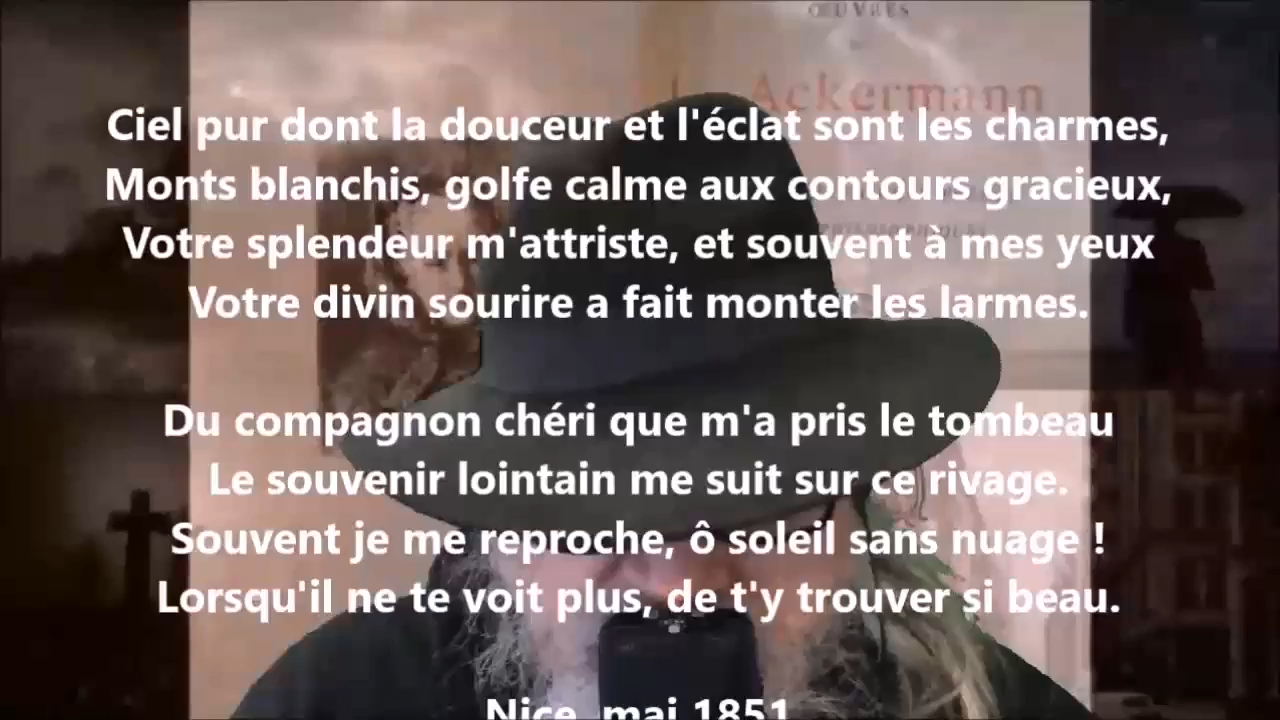 OEUVRES
Ackermann
Ciel pur dont la douceur et l'éclat sont les charmes,
Monts blanchis, golfe calme aux contours gracieux,
Votre splendeur m'attriste, et souvent à mes yeux
Votre divin sourire a fait monter les larmes.
Du compagnon chéri que m'a pris le tombeau
Le souvenir lointain me suit sur ce rivage.
Souvent je me reproche, ô soleil sans nuage !
Lorsqu'il ne te voit plus, de t'y trouver si beau.
Nice, mai 1851